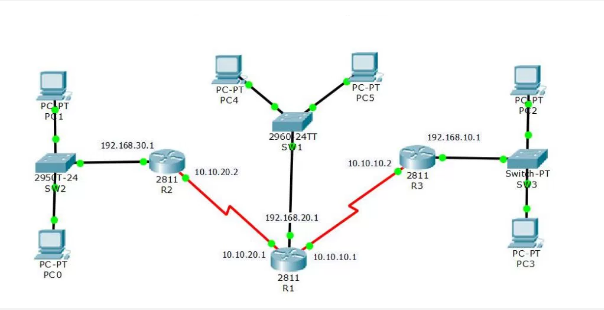 PC-PT
PC1
PC-PT
PC4
PC-PT
PC5
PC-PT
PC2
2960-24TT
SW1
192.168.30.1
192.168.10.1
2950T-24
SW2
2811
R2
10.10.20.2
10.10.10.2
2811
R3
Switch-PT
SW3
192.168.20.1
PC-PT
PC0
10.10.20.1
10.10.10.1
2811
R1
PC-PT
PC3